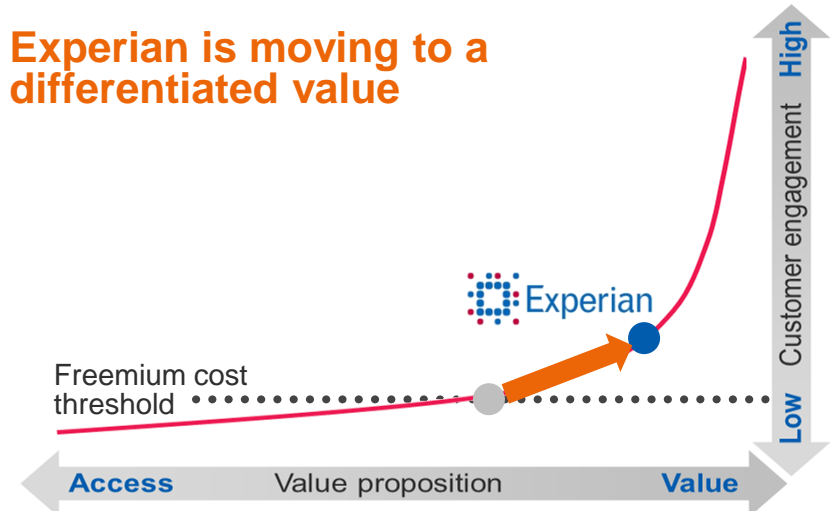 Experian is moving to a
differentiated value
High
Customer engagement
Low
Experian
Freemium cost
threshold
Access Value proposition Value